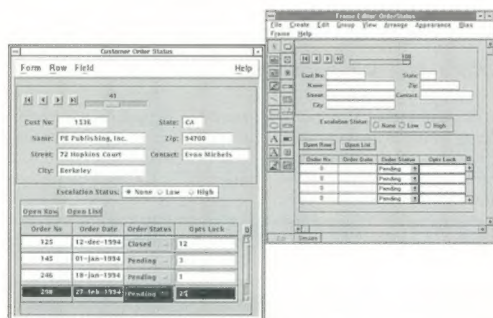 Customer Order Status
Form Row Field Help
43
Cust No: 1336 State: CA
Name: PE Publishing, Inc. Zip: 94700
Street: 72 Hopkins Court Contact: Evan Michels
City: Berkeley
Escalation Status: None Low High
Open Row Open List
Order No Order Date Order Status Opts Lock
125 12-dec-1994 Closed 12
145 01-jan-1994 Pending 3
246 18-jan-1994 Pending 1
298 27-feb-1994 Pending 25
Frame Editor: OrderStatus
File Create Edit Group View Arrange Appearance Bias
Frame Help
100
Cust No: State:
Name: Zip:
Street: Contact:
City:
Escalation Status: None Low High
Open Row Open List
Order No Order Date Order Status Opts Lock
0 Pending
0 Pending
0 Pending
0 Pending